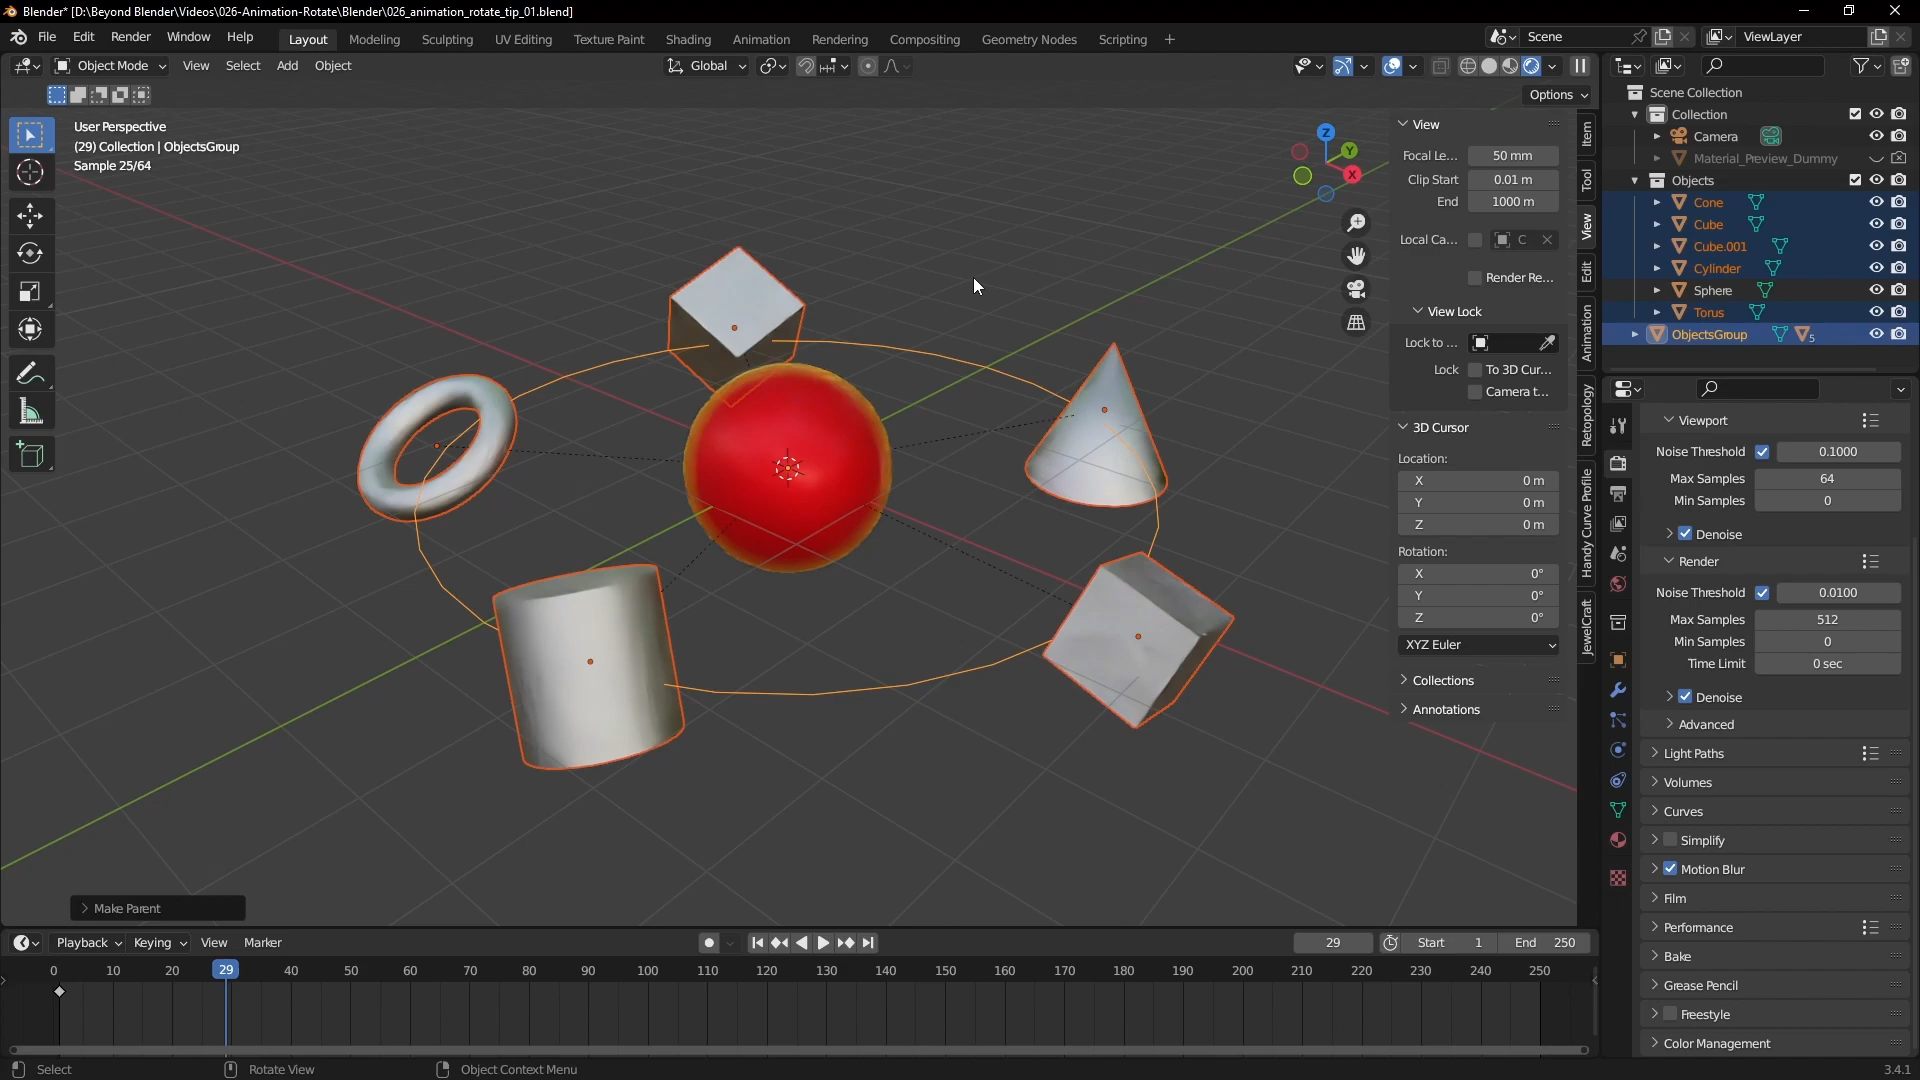 Blender* [D:\Beyond Blender\Videos\026-Animation-Rotate\Blender\026_animation_rotate_tip_01.blend]
File Edit Render Window Help
Layout Modeling Sculpting UV Editing Texture Paint Shading Animation Rendering Compositing Geometry Nodes Scripting +
Scene
ViewLayer
Object Mode View Select Add Object
Global
Options
User Perspective
(29) Collection | ObjectsGroup
Sample 25/64
Z
Y
X
View
Focal Le... 50 mm
Clip Start 0.01 m
End 1000 m
Local Ca... C
Render Re...
View Lock
Lock to ...
Lock To 3D Cur...
Camera t...
3D Cursor
Location:
X 0 m
Y 0 m
Z 0 m
Rotation:
X 0°
Y 0°
Z 0°
XYZ Euler
Collections
Annotations
Item
Tool
View
Edit
Animation
Retopology
Handy Curve Profile
JewelCraft
Scene Collection
Collection
Camera
Material_Preview_Dummy
Objects
Cone
Cube
Cube.001
Cylinder
Sphere
Torus
ObjectsGroup 5
Viewport
Noise Threshold 0.1000
Max Samples 64
Min Samples 0
Denoise
Render
Noise Threshold 0.0100
Max Samples 512
Min Samples 0
Time Limit 0 sec
Denoise
Advanced
Light Paths
Volumes
Curves
Simplify
Motion Blur
Film
Performance
Bake
Grease Pencil
Freestyle
Color Management
Make Parent
Playback Keying View Marker
29 Start 1 End 250
0 10 20 29 40 50 60 70 80 90 100 110 120 130 140 150 160 170 180 190 200 210 220 230 240 250
Select Rotate View Object Context Menu
3.4.1